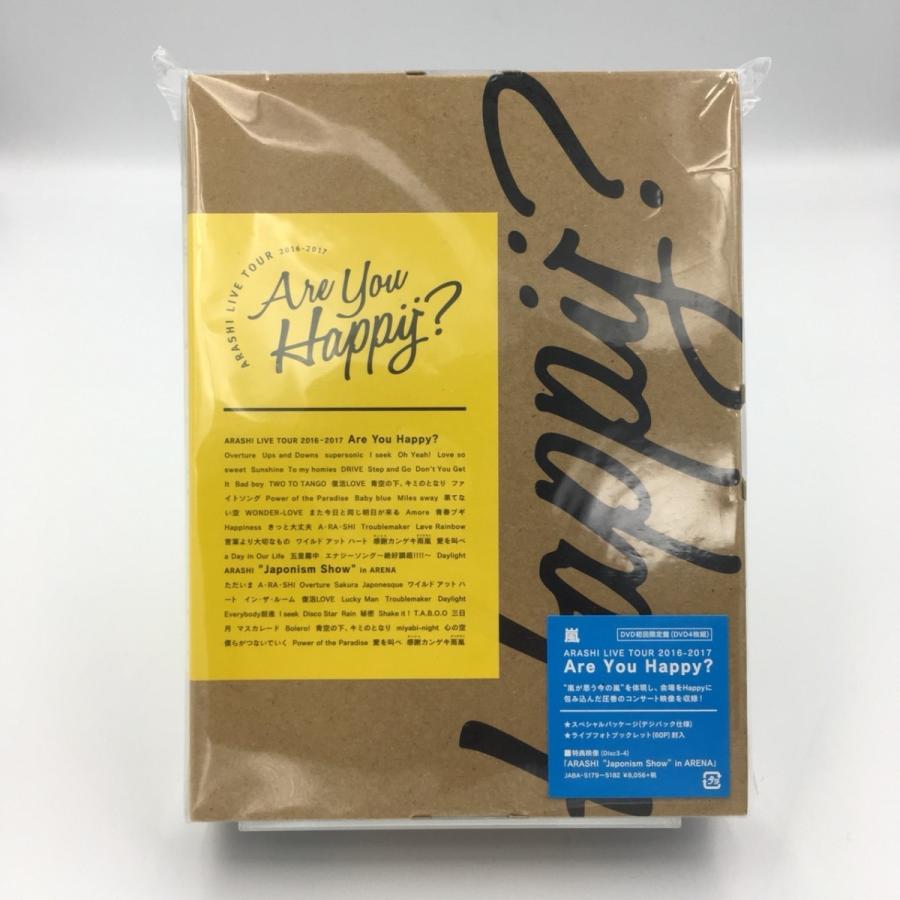 ARASHI LIVE TOUR 2016-2017
Are You
Happy?
ARASHI LIVE TOUR 2016-2017 Are You Happy?
Overture Ups and Downs supersonic I seek Oh Yeah! Love so
sweet Sunshine To my homies DRIVE Step and Go Don't You Get
It Bad boy TWO TO TANGO 復活LOVE 青空の下、キミのとなり ファ
イトソング Power of the Paradise Baby blue Miles away 果てな
い空 WONDER-LOVE また今日と同じ明日が来る Amore 青春ブギ
Happiness きっと大丈夫 A・RA・SHI Troublemaker Løve Rainbow
言葉より大切なもの ワイルド アット ハート 感謝カンゲキ雨嵐 愛を叫べ
a Day in Our Life 五里霧中 エナジーソング～絶好調超!!!!～ Daylight
ARASHI "Japonism Show" in ARENA
ただいま A・RA・SHI Overture Sakura Japonesque ワイルド アット ハ
ート イン・ザ・ルーム 復活LOVE Lucky Man Troublemaker Daylight
Everybody前進 I seek Disco Star Rain 秘密 Shake it! T.A.B.O.O 三日
月 マスカレード Bolero! 青空の下、キミのとなり miyabi-night 心の空
僕らがつないでいく Power of the Paradise 愛を叫べ 感謝カンゲキ雨嵐
Happy?
嵐 DVD初回限定盤(DVD4枚組)
ARASHI LIVE TOUR 2016-2017
Are You Happy?
"嵐が思う今の嵐"を体現し、会場をHappyに
包み込んだ圧巻のコンサート映像を収録!
★スペシャルパッケージ(デジパック仕様)
★ライブフォトブックレット(60P)封入
■特典映像 (Disc3-4)
「ARASHI "Japonism Show" in ARENA」
JABA-5179～5182 ¥8,056+税